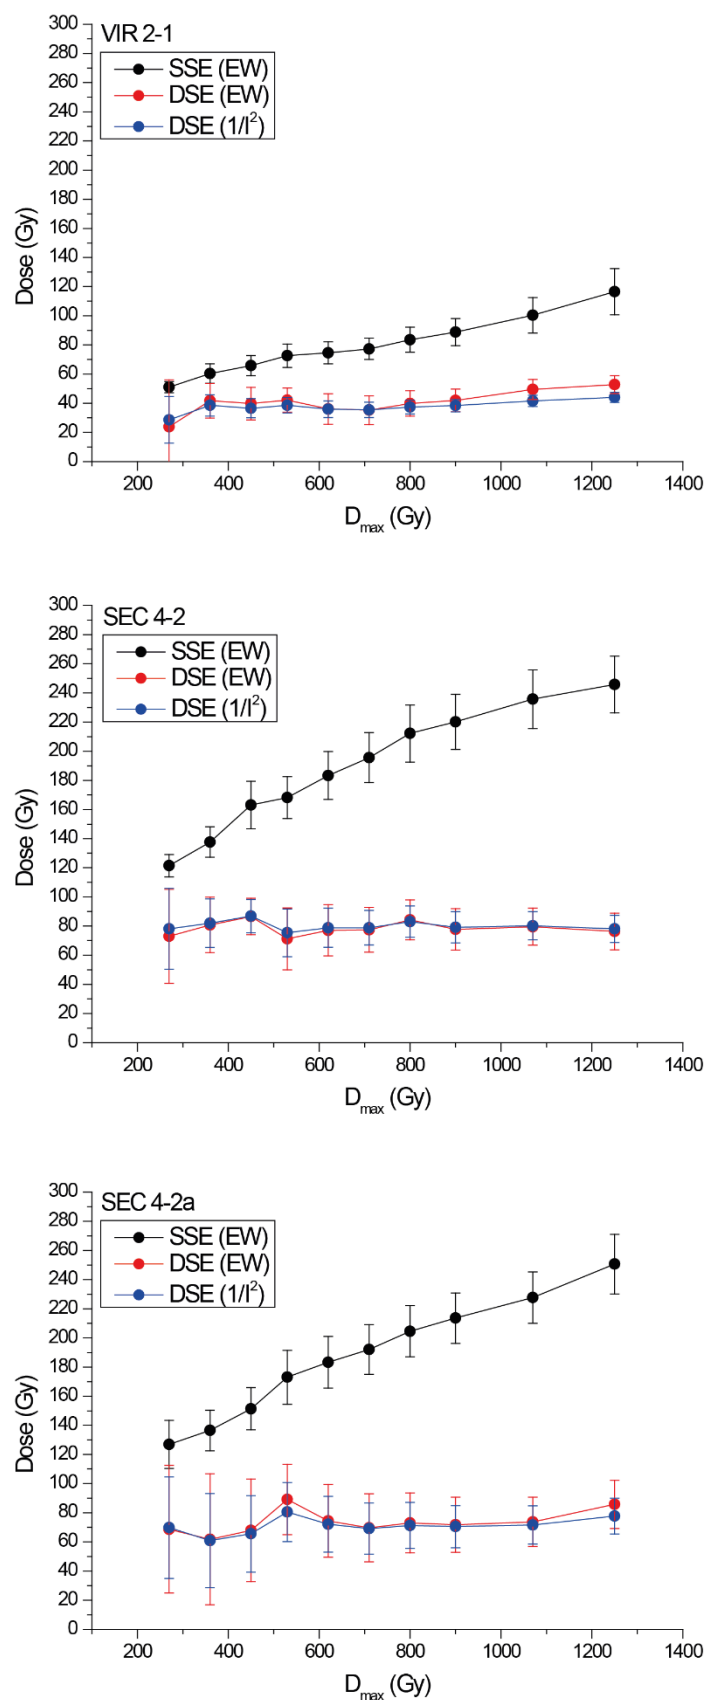 VIR 2-1
SSE (EW)
DSE (EW)
DSE (1/I²)
300
280
260
240
220
200
180
160
140
120
100
80
60
40
20
0
Dose (Gy)
200 400 600 800 1000 1200 1400
Dmax (Gy)
SEC 4-2
SSE (EW)
DSE (EW)
DSE (1/I²)
300
280
260
240
220
200
180
160
140
120
100
80
60
40
20
0
Dose (Gy)
200 400 600 800 1000 1200 1400
Dmax (Gy)
SEC 4-2a
SSE (EW)
DSE (EW)
DSE (1/I²)
300
280
260
240
220
200
180
160
140
120
100
80
60
40
20
0
Dose (Gy)
200 400 600 800 1000 1200 1400
Dmax (Gy)